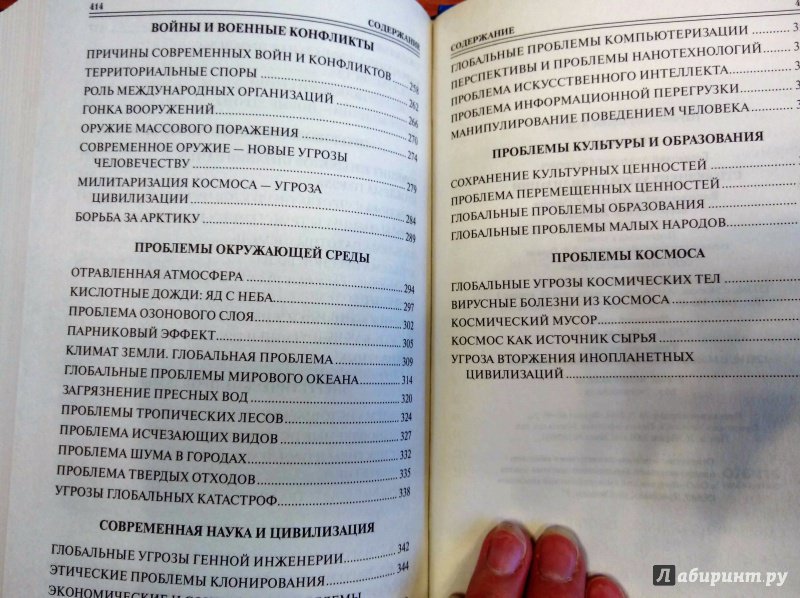 414
СОДЕРЖАНИЕ
ВОЙНЫ И ВОЕННЫЕ КОНФЛИКТЫ
ПРИЧИНЫ СОВРЕМЕННЫХ ВОЙН И КОНФЛИКТОВ 258
ТЕРРИТОРИАЛЬНЫЕ СПОРЫ 262
РОЛЬ МЕЖДУНАРОДНЫХ ОРГАНИЗАЦИЙ 266
ГОНКА ВООРУЖЕНИЙ 270
ОРУЖИЕ МАССОВОГО ПОРАЖЕНИЯ 274
СОВРЕМЕННОЕ ОРУЖИЕ — НОВЫЕ УГРОЗЫ
ЧЕЛОВЕЧЕСТВУ 279
МИЛИТАРИЗАЦИЯ КОСМОСА — УГРОЗА
ЦИВИЛИЗАЦИИ 284
БОРЬБА ЗА АРКТИКУ 289
ПРОБЛЕМЫ ОКРУЖАЮЩЕЙ СРЕДЫ
ОТРАВЛЕННАЯ АТМОСФЕРА 294
КИСЛОТНЫЕ ДОЖДИ: ЯД С НЕБА 297
ПРОБЛЕМА ОЗОНОВОГО СЛОЯ 302
ПАРНИКОВЫЙ ЭФФЕКТ 305
КЛИМАТ ЗЕМЛИ. ГЛОБАЛЬНАЯ ПРОБЛЕМА 309
ГЛОБАЛЬНЫЕ ПРОБЛЕМЫ МИРОВОГО ОКЕАНА 314
ЗАГРЯЗНЕНИЕ ПРЕСНЫХ ВОД 320
ПРОБЛЕМЫ ТРОПИЧЕСКИХ ЛЕСОВ 324
ПРОБЛЕМА ИСЧЕЗАЮЩИХ ВИДОВ 327
ПРОБЛЕМА ШУМА В ГОРОДАХ 332
ПРОБЛЕМА ТВЕРДЫХ ОТХОДОВ 335
УГРОЗЫ ГЛОБАЛЬНЫХ КАТАСТРОФ 338
СОВРЕМЕННАЯ НАУКА И ЦИВИЛИЗАЦИЯ
ГЛОБАЛЬНЫЕ УГРОЗЫ ГЕННОЙ ИНЖЕНЕРИИ 342
ЭТИЧЕСКИЕ ПРОБЛЕМЫ КЛОНИРОВАНИЯ 344
ЭКОНОМИЧЕСКИЕ И
СОДЕРЖАНИЕ
ГЛОБАЛЬНЫЕ ПРОБЛЕМЫ КОМПЬЮТЕРИЗАЦИИ
ПЕРСПЕКТИВЫ И ПРОБЛЕМЫ НАНОТЕХНОЛОГИЙ
ПРОБЛЕМА ИСКУССТВЕННОГО ИНТЕЛЛЕКТА
ПРОБЛЕМА ИНФОРМАЦИОННОЙ ПЕРЕГРУЗКИ
МАНИПУЛИРОВАНИЕ ПОВЕДЕНИЕМ ЧЕЛОВЕКА
ПРОБЛЕМЫ КУЛЬТУРЫ И ОБРАЗОВАНИЯ
СОХРАНЕНИЕ КУЛЬТУРНЫХ ЦЕННОСТЕЙ
ПРОБЛЕМА ПЕРЕМЕЩЕННЫХ ЦЕННОСТЕЙ
ГЛОБАЛЬНЫЕ ПРОБЛЕМЫ ОБРАЗОВАНИЯ
ГЛОБАЛЬНЫЕ ПРОБЛЕМЫ МАЛЫХ НАРОДОВ
ПРОБЛЕМЫ КОСМОСА
ГЛОБАЛЬНЫЕ УГРОЗЫ КОСМИЧЕСКИХ ТЕЛ
ВИРУСНЫЕ БОЛЕЗНИ ИЗ КОСМОСА
КОСМИЧЕСКИЙ МУСОР
КОСМОС КАК ИСТОЧНИК СЫРЬЯ
УГРОЗА ВТОРЖЕНИЯ ИНОПЛАНЕТНЫХ
ЦИВИЛИЗАЦИЙ
Лабиринт.ру